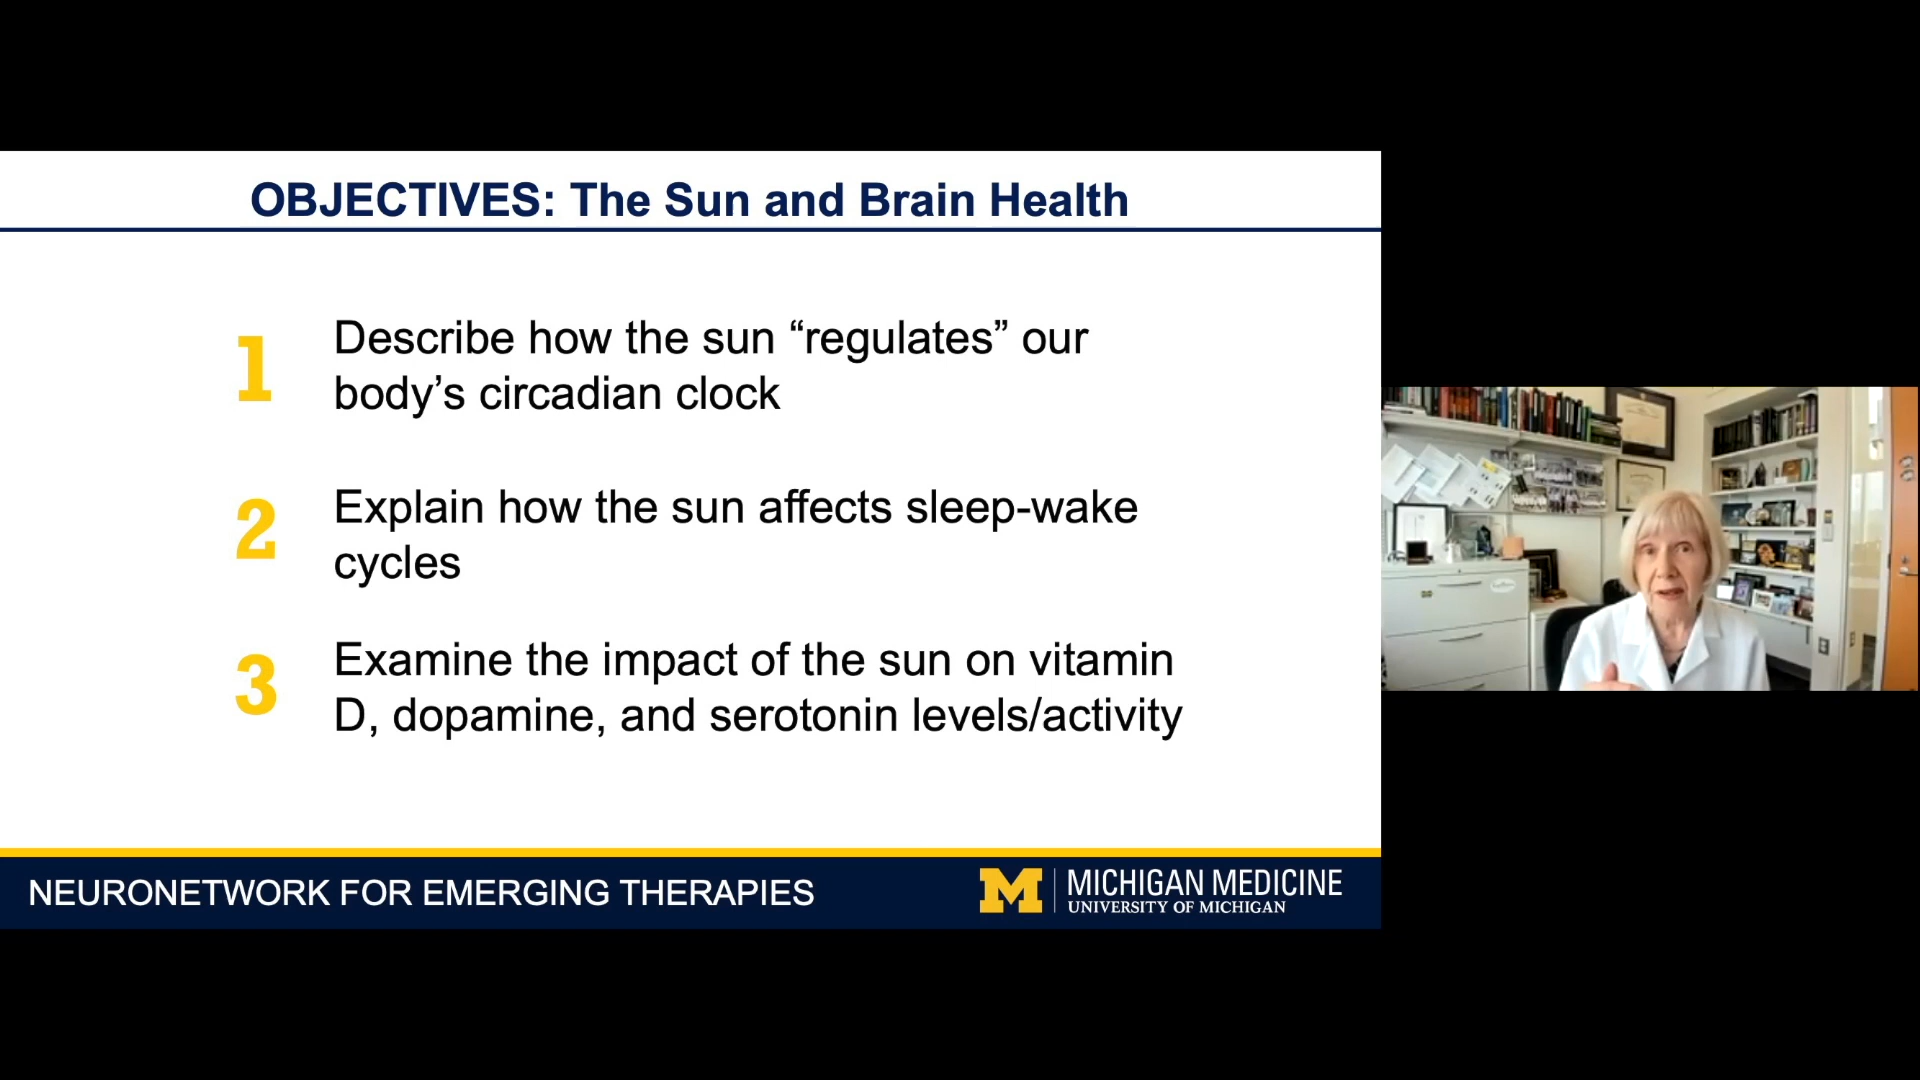 OBJECTIVES: The Sun and Brain Health
1
Describe how the sun “regulates” our
body’s circadian clock
2
Explain how the sun affects sleep-wake
cycles
3
Examine the impact of the sun on vitamin
D, dopamine, and serotonin levels/activity
NEURONETWORK FOR EMERGING THERAPIES
M
MICHIGAN MEDICINE
UNIVERSITY OF MICHIGAN